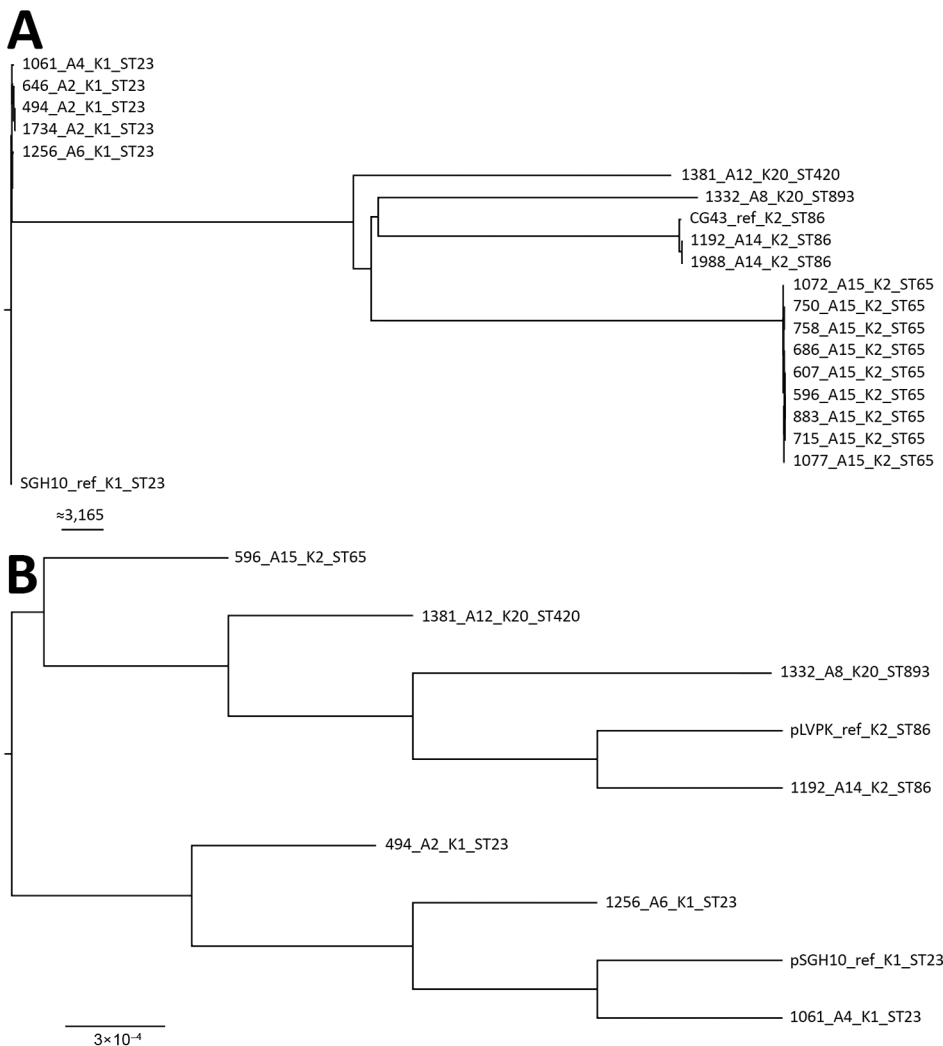 A
1061_A4_K1_ST23
646_A2_K1_ST23
494_A2_K1_ST23
1734_A2_K1_ST23
1256_A6_K1_ST23
1381_A12_K20_ST420
1332_A8_K20_ST893
CG43_ref_K2_ST86
1192_A14_K2_ST86
1988_A14_K2_ST86
1072_A15_K2_ST65
750_A15_K2_ST65
758_A15_K2_ST65
686_A15_K2_ST65
607_A15_K2_ST65
596_A15_K2_ST65
883_A15_K2_ST65
715_A15_K2_ST65
1077_A15_K2_ST65
SGH10_ref_K1_ST23
≈3,165
B
596_A15_K2_ST65
1381_A12_K20_ST420
1332_A8_K20_ST893
pLVPK_ref_K2_ST86
1192_A14_K2_ST86
494_A2_K1_ST23
1256_A6_K1_ST23
pSGH10_ref_K1_ST23
1061_A4_K1_ST23
3×10⁻⁴